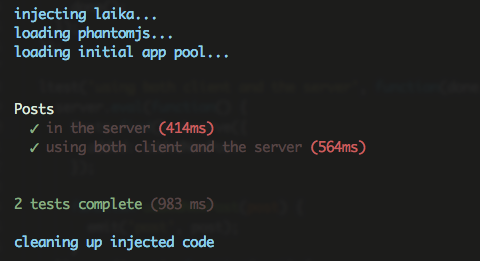 injecting laika...
loading phantomjs...
loading initial app pool...
Posts
✓ in the server (414ms)
✓ using both client and the server (564ms)
2 tests complete (983 ms)
cleaning up injected code